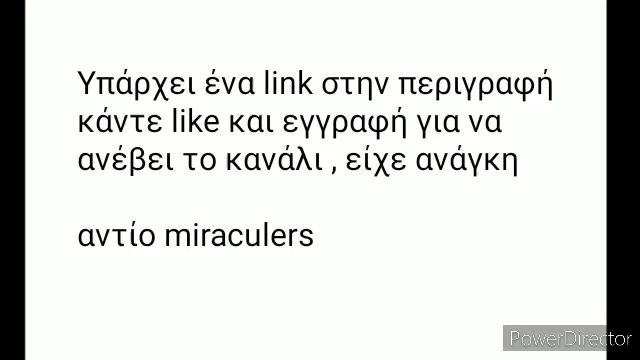 Υπάρχει ένα link στην περιγραφή
κάντε like και εγγραφή για να
ανέβει το κανάλι , είχε ανάγκη
αντίο miraculers
PowerDirector